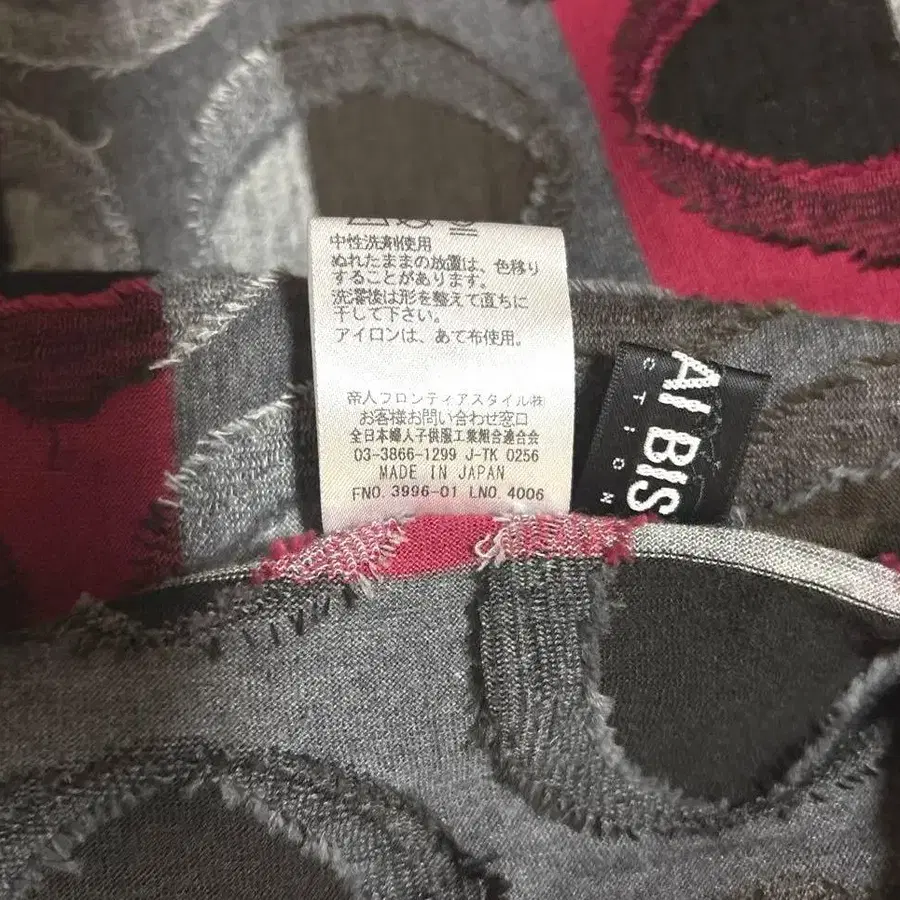 中性洗剤使用
ぬれたままの放置は、色移り
することがあります。
洗濯後は形を整えて直ちに
干して下さい。
アイロンは、あて布使用。
帝人フロンティアスタイル㈱
お客様お問い合わせ窓口
全日本婦人子供服工業組合連合会
03-3866-1299 J-TK 0256
MADE IN JAPAN
FNO. 3996-01 LNO. 4006
AI BIS
CTION